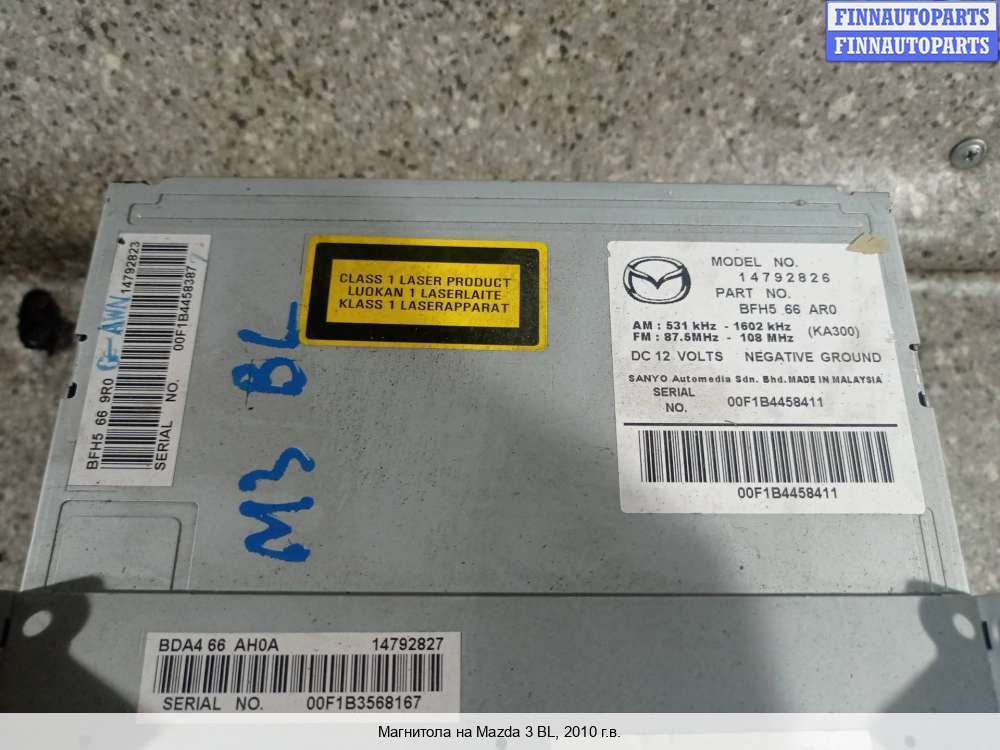 FINNAUTOPARTS
FINNAUTOPARTS
BFH5 66 9R0 G-AWN 14792823
SERIAL NO. 00F1B4458387
CLASS 1 LASER PRODUCT
LUOKAN 1 LASERLAITE
KLASS 1 LASERAPPARAT
M3 BL
MODEL NO.
14792826
PART NO.
BFH5 66 AR0
AM : 531 kHz - 1602 kHz (KA300)
FM : 87.5MHz - 108 MHz
DC 12 VOLTS NEGATIVE GROUND
SANYO Automedia Sdn. Bhd. MADE IN MALAYSIA
SERIAL NO. 00F1B4458411
00F1B4458411
BDA4 66 AH0A 14792827
SERIAL NO. 00F1B3568167
Магнитола на Mazda 3 BL, 2010 г.в.